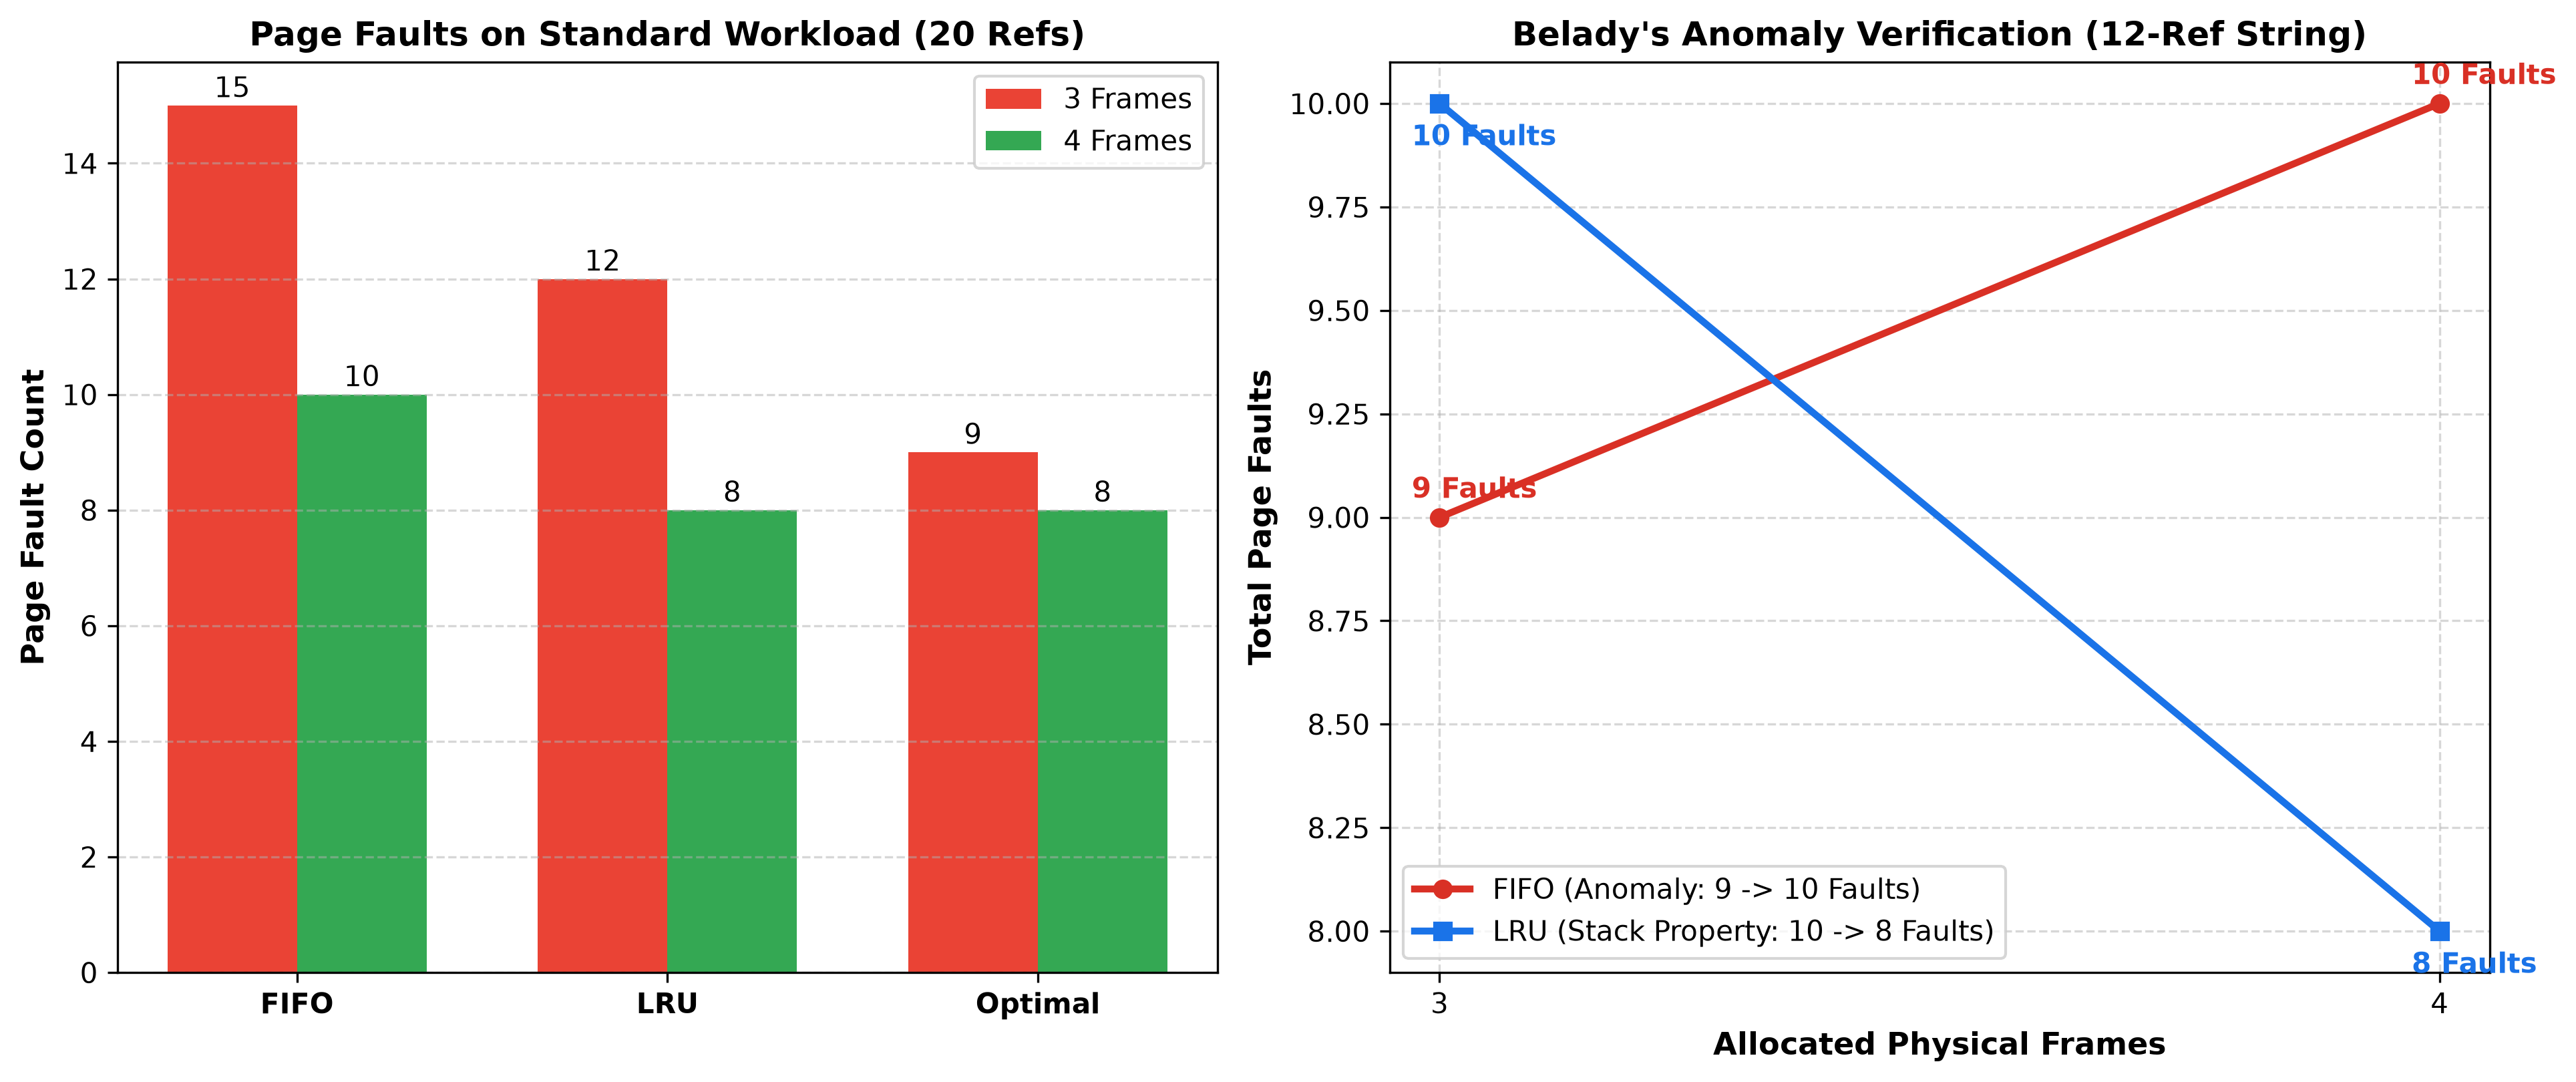 Page Faults on Standard Workload (20 Refs)
Page Fault Count
14
12
10
8
6
4
2
0
15
10
12
8
9
8
3 Frames
4 Frames
FIFO
LRU
Optimal
Belady's Anomaly Verification (12-Ref String)
Total Page Faults
10.00
9.75
9.50
9.25
9.00
8.75
8.50
8.25
8.00
10 Faults
10 Faults
9 Faults
8 Faults
FIFO (Anomaly: 9 -> 10 Faults)
LRU (Stack Property: 10 -> 8 Faults)
3
4
Allocated Physical Frames